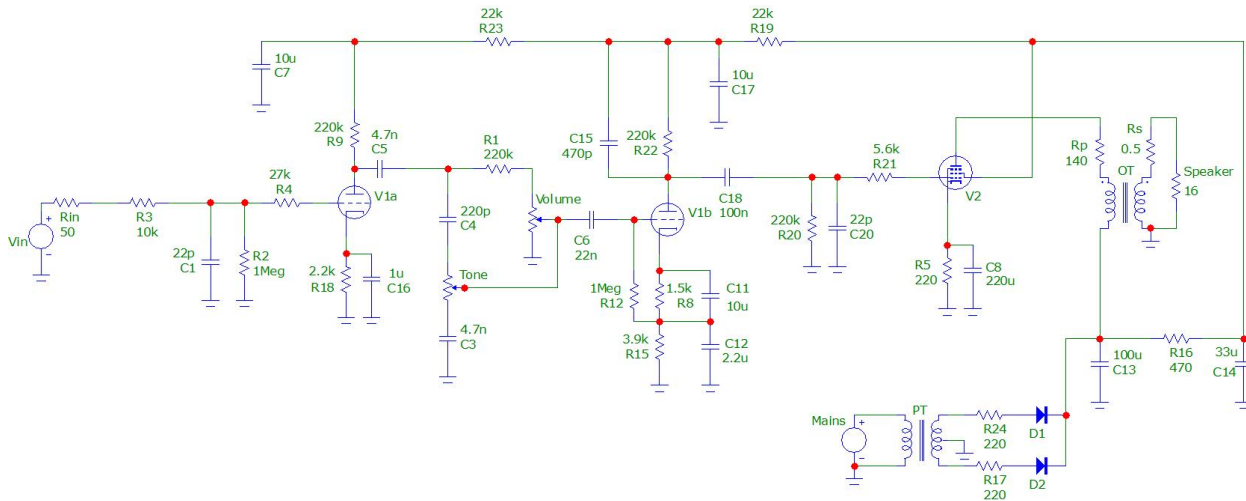 22k
R23
22k
R19
10u
C7
10u
C17
220k
R9
4.7n
C5
R1
220k
C15
470p
220k
R22
5.6k
R21
Rp
140
Rs
0.5
OT
Speaker
16
27k
R4
V1a
Volume
V1b
C18
100n
V2
Rin
50
R3
10k
Vin
+
-
22p
C1
R2
1Meg
220p
C4
C6
22n
220k
R20
22p
C20
2.2k
R18
1u
C16
Tone
1Meg
R12
1.5k
R8
C11
10u
R5
220
C8
220u
4.7n
C3
3.9k
R15
C12
2.2u
100u
C13
R16
470
33u
C14
Mains
+
-
PT
R24
220
D1
R17
220
D2